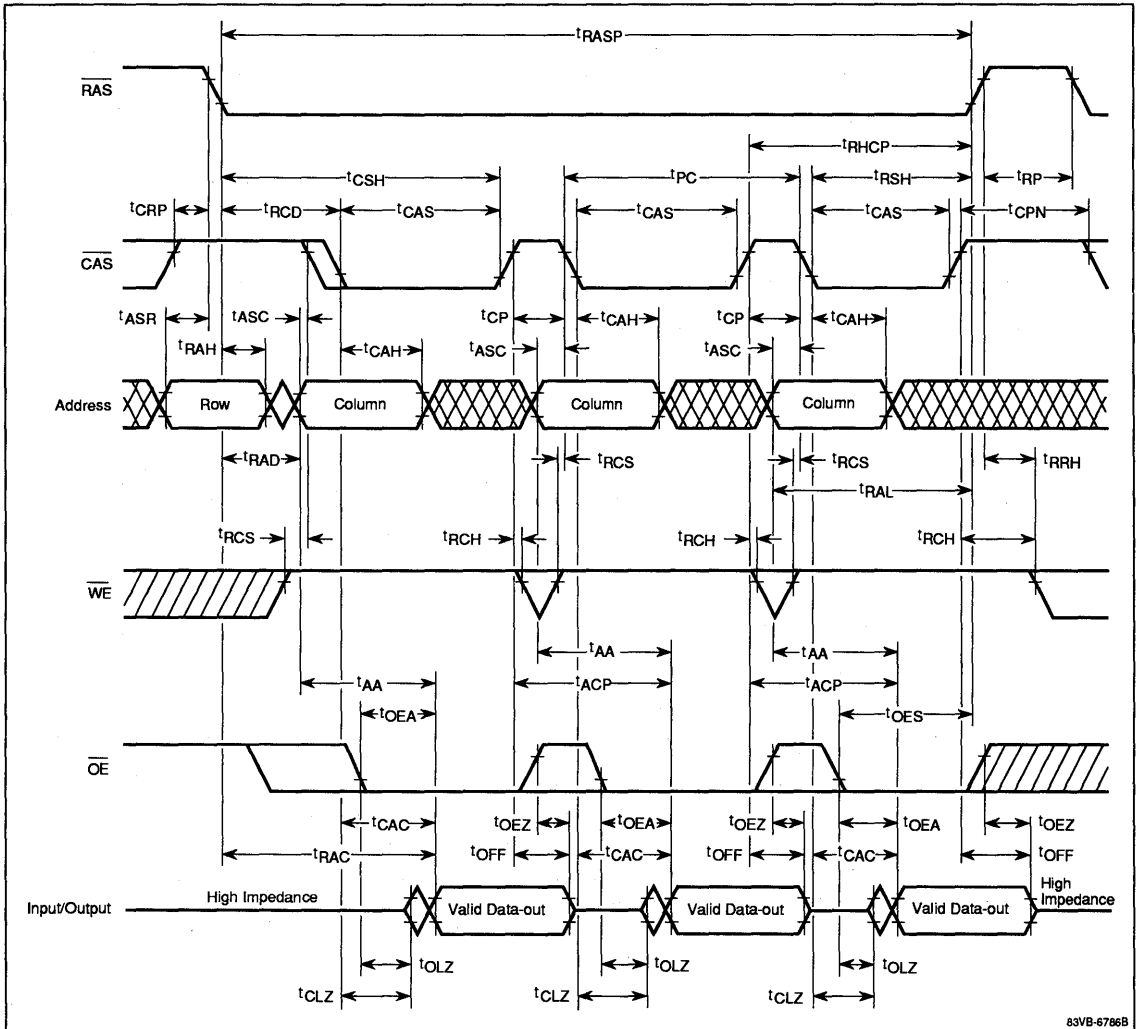 tRASP
RAS
tRHCP
tCSH
tPC
tRSH
tRP
tCRP
tRCD
tCAS
tCAS
tCAS
tCPN
CAS
tASR
tASC
tCP
tCAH
tCP
tCAH
tRAH
tCAH
tASC
tASC
Address
Row
Column
Column
Column
tRAD
tRCS
tRCS
tRRH
tRAL
tRCS
tRCH
tRCH
tRCH
WE
tAA
tAA
tAA
tACP
tACP
tOEA
tOES
OE
tCAC
tOEZ
tOEA
tOEZ
tOEA
tOEZ
tRAC
tOFF
tCAC
tOFF
tCAC
tOFF
Input/Output
High Impedance
Valid Data-out
Valid Data-out
Valid Data-out
High
Impedance
tOLZ
tOLZ
tOLZ
tCLZ
tCLZ
tCLZ
83VB-6786B